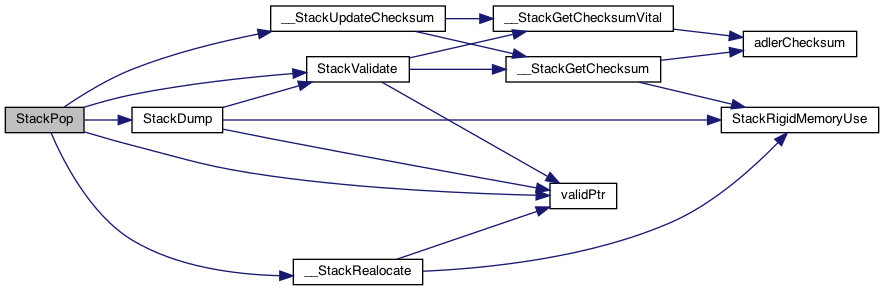 __StackUpdateChecksum
__StackGetChecksumVital
adlerChecksum
StackValidate
__StackGetChecksum
StackPop
StackDump
StackRigidMemoryUse
validPtr
__StackRealocate